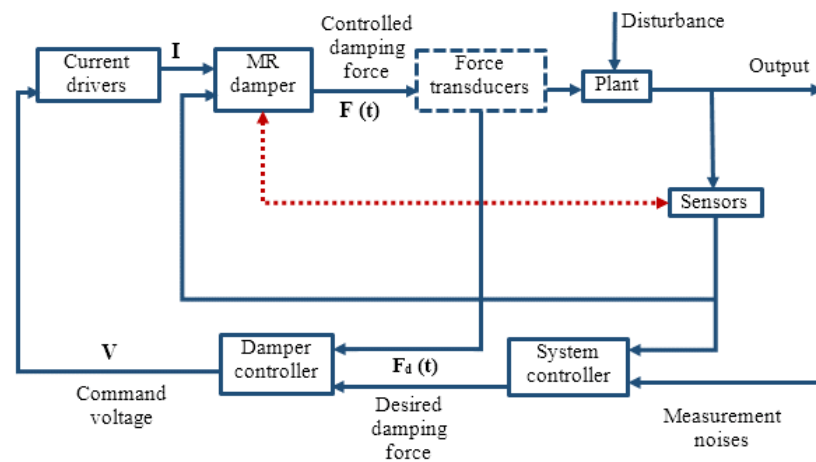 Current
drivers
I
MR
damper
Controlled
damping
force
F (t)
Force
transducers
Disturbance
Plant
Output
Sensors
V
Command
voltage
Damper
controller
Fd (t)
Desired
damping
force
System
controller
Measurement
noises